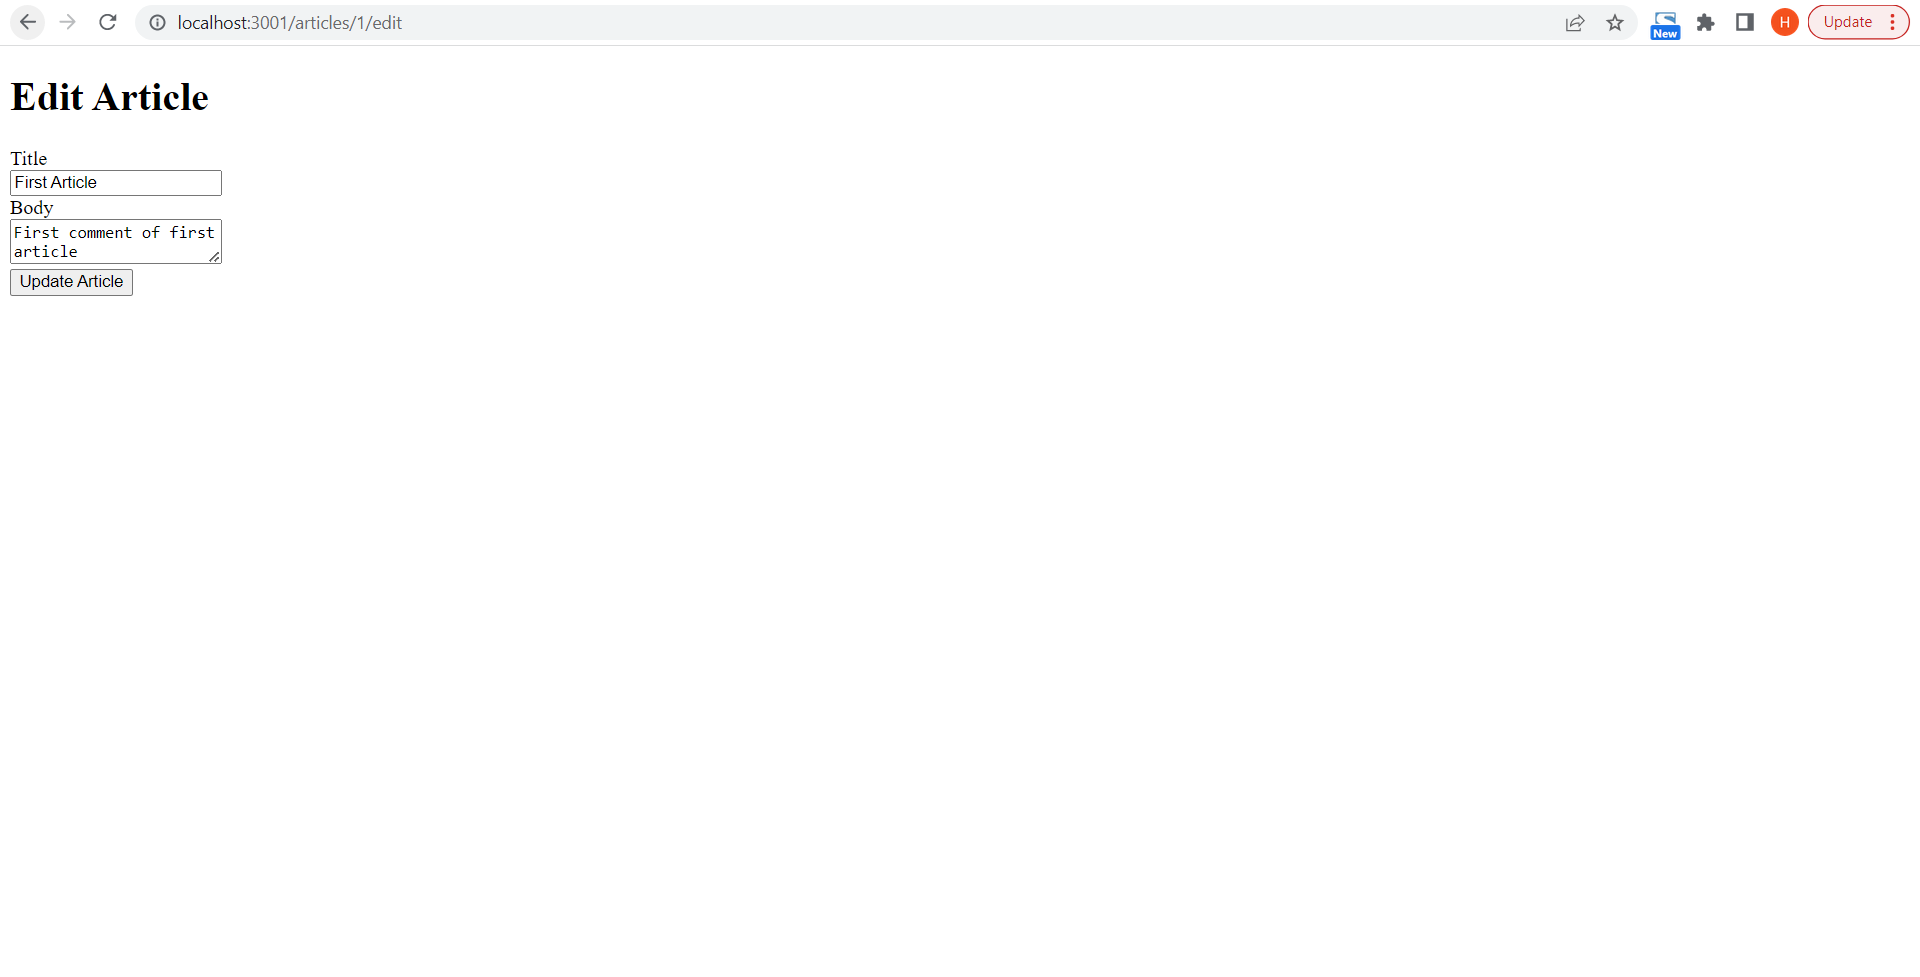 localhost:3001/articles/1/edit
New
H
Update
Edit Article
Title
First Article
Body
First comment of first
article
Update Article